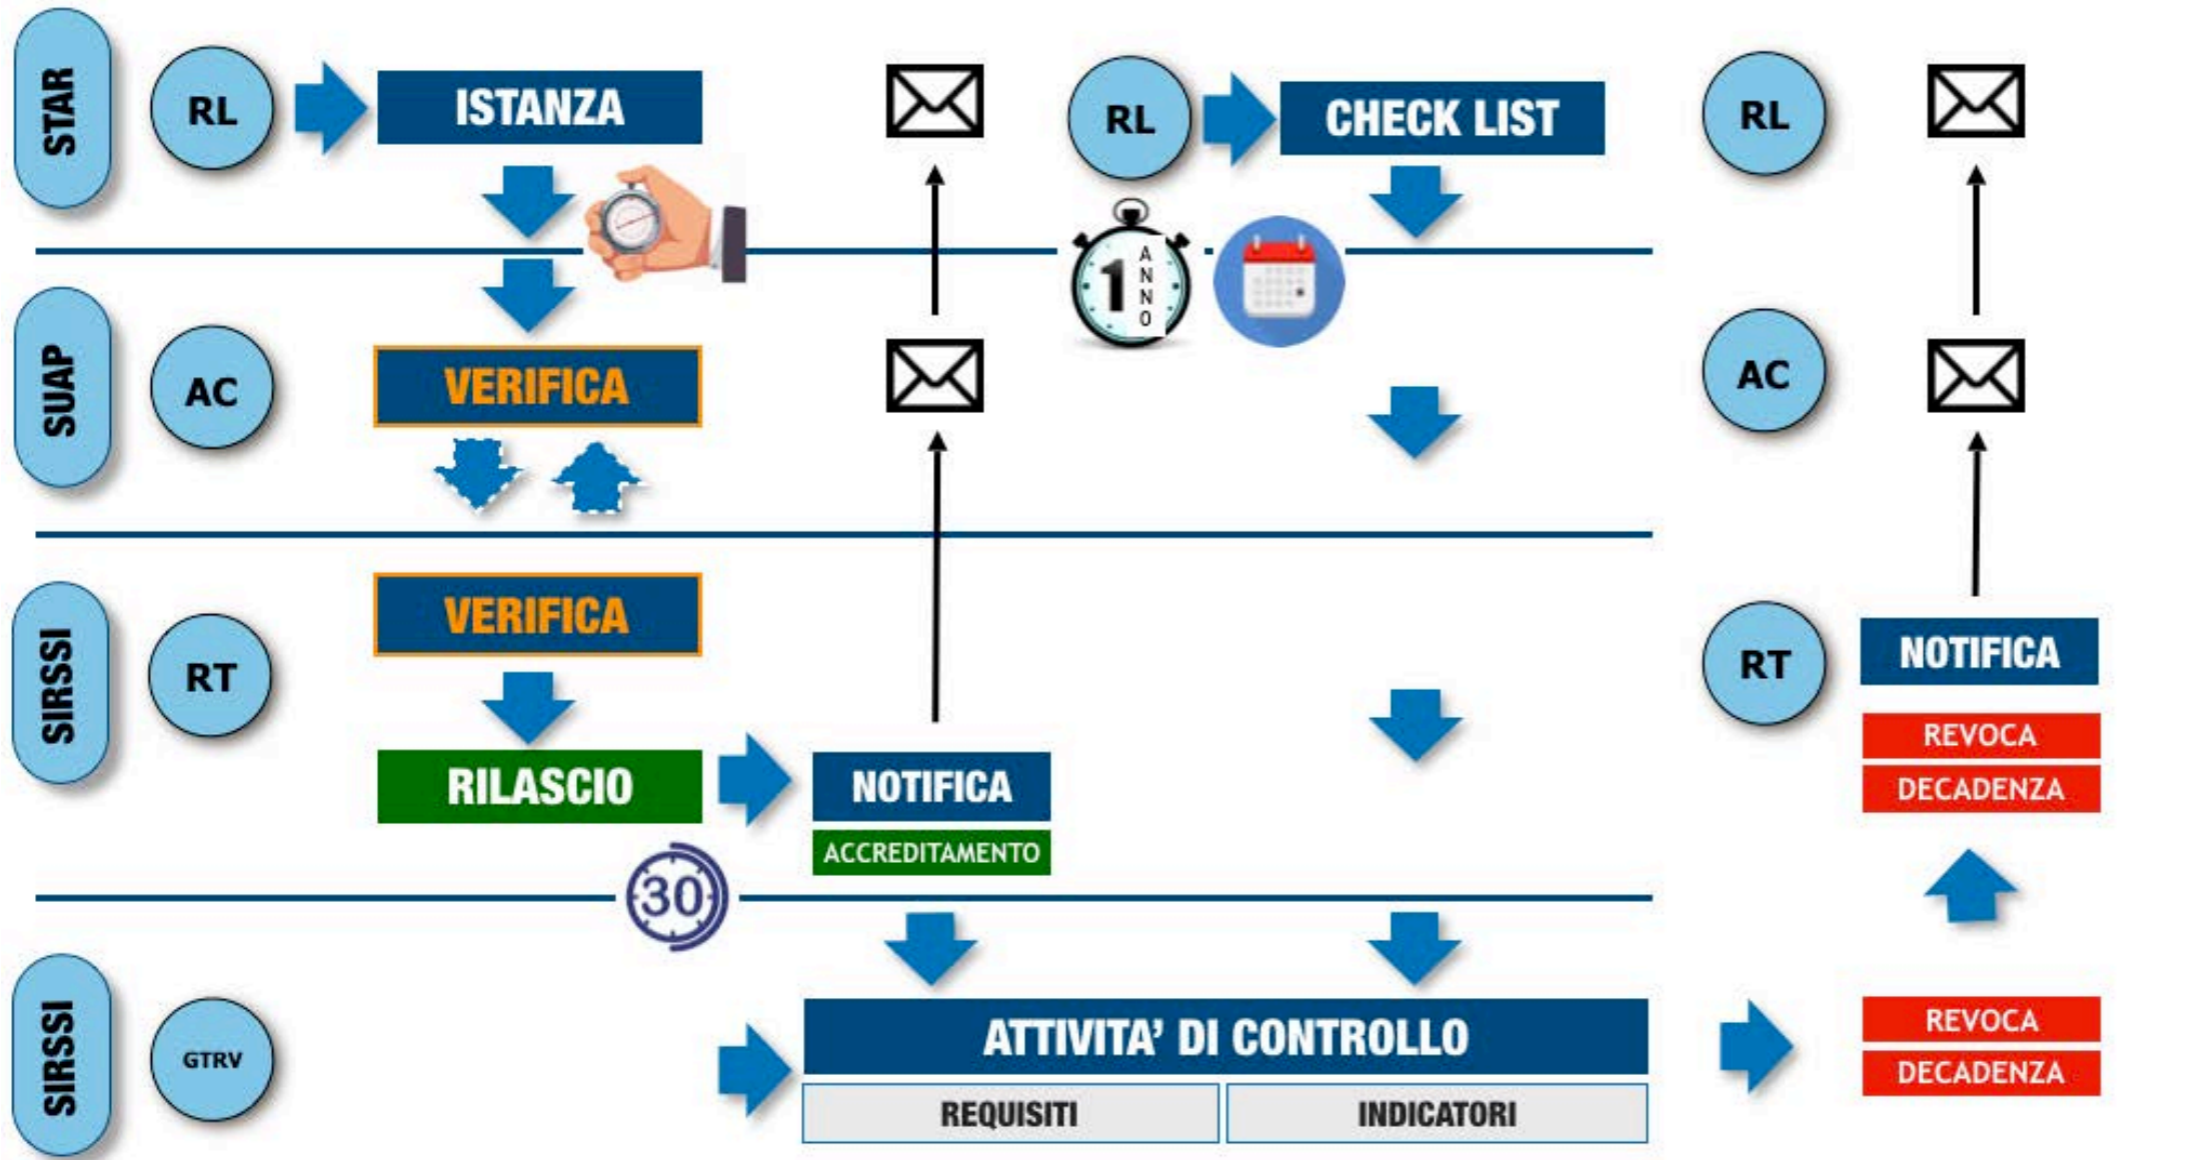 STAR
RL
ISTANZA
RL
CHECK LIST
RL
1
ANNO
SUAP
AC
VERIFICA
AC
SIRSSI
RT
VERIFICA
RT
NOTIFICA
REVOCA
DECADENZA
RILASCIO
NOTIFICA
ACCREDITAMENTO
30
SIRSSI
GTRV
ATTIVITA' DI CONTROLLO
REQUISITI
INDICATORI
REVOCA
DECADENZA